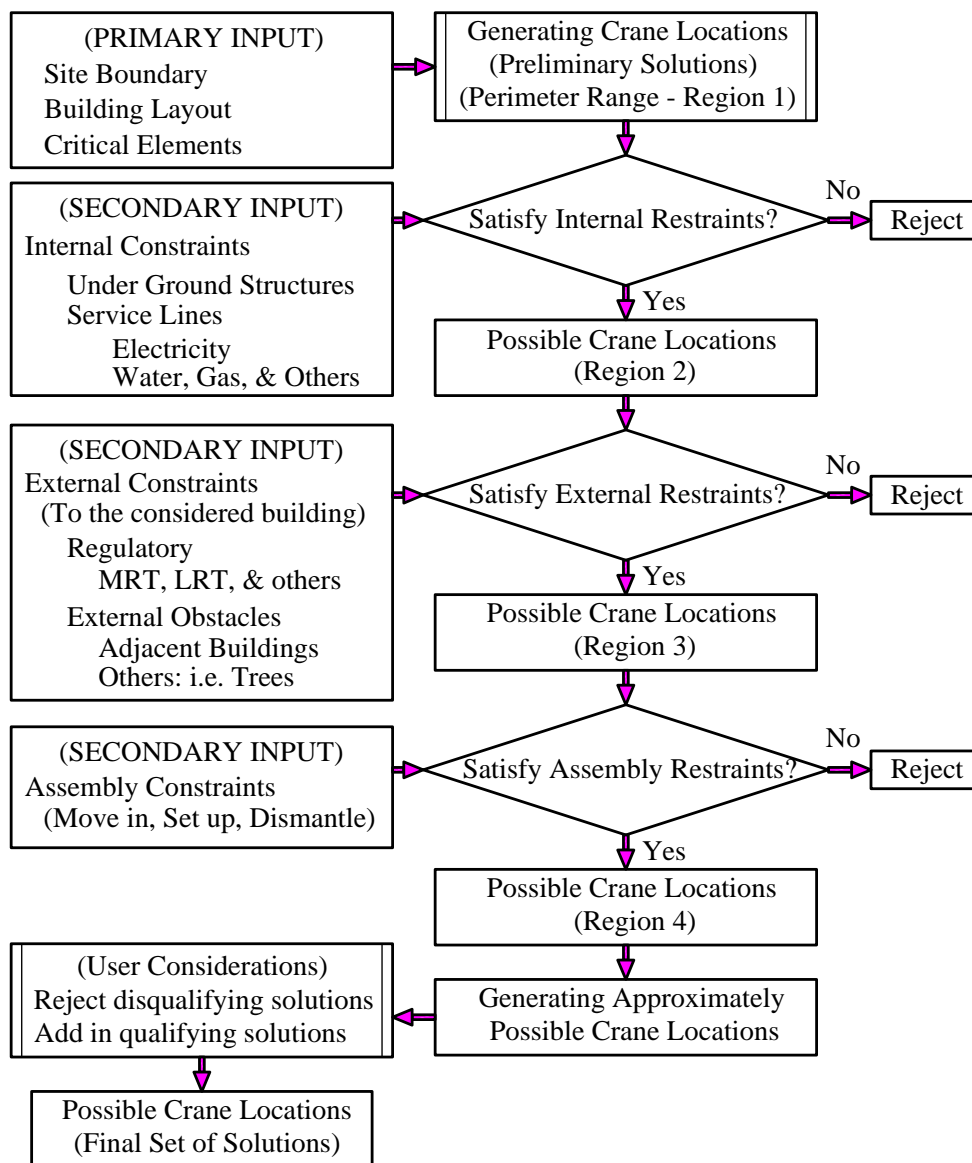 (PRIMARY INPUT)
Site Boundary
Building Layout
Critical Elements
Generating Crane Locations
(Preliminary Solutions)
(Perimeter Range - Region 1)
(SECONDARY INPUT)
Internal Constraints
Under Ground Structures
Service Lines
Electricity
Water, Gas, & Others
Satisfy Internal Restraints?
No
Reject
Yes
Possible Crane Locations
(Region 2)
(SECONDARY INPUT)
External Constraints
(To the considered building)
Regulatory
MRT, LRT, & others
External Obstacles
Adjacent Buildings
Others: i.e. Trees
Satisfy External Restraints?
No
Reject
Yes
Possible Crane Locations
(Region 3)
(SECONDARY INPUT)
Assembly Constraints
(Move in, Set up, Dismantle)
Satisfy Assembly Restraints?
No
Reject
Yes
Possible Crane Locations
(Region 4)
Generating Approximately
Possible Crane Locations
(User Considerations)
Reject disqualifying solutions
Add in qualifying solutions
Possible Crane Locations
(Final Set of Solutions)